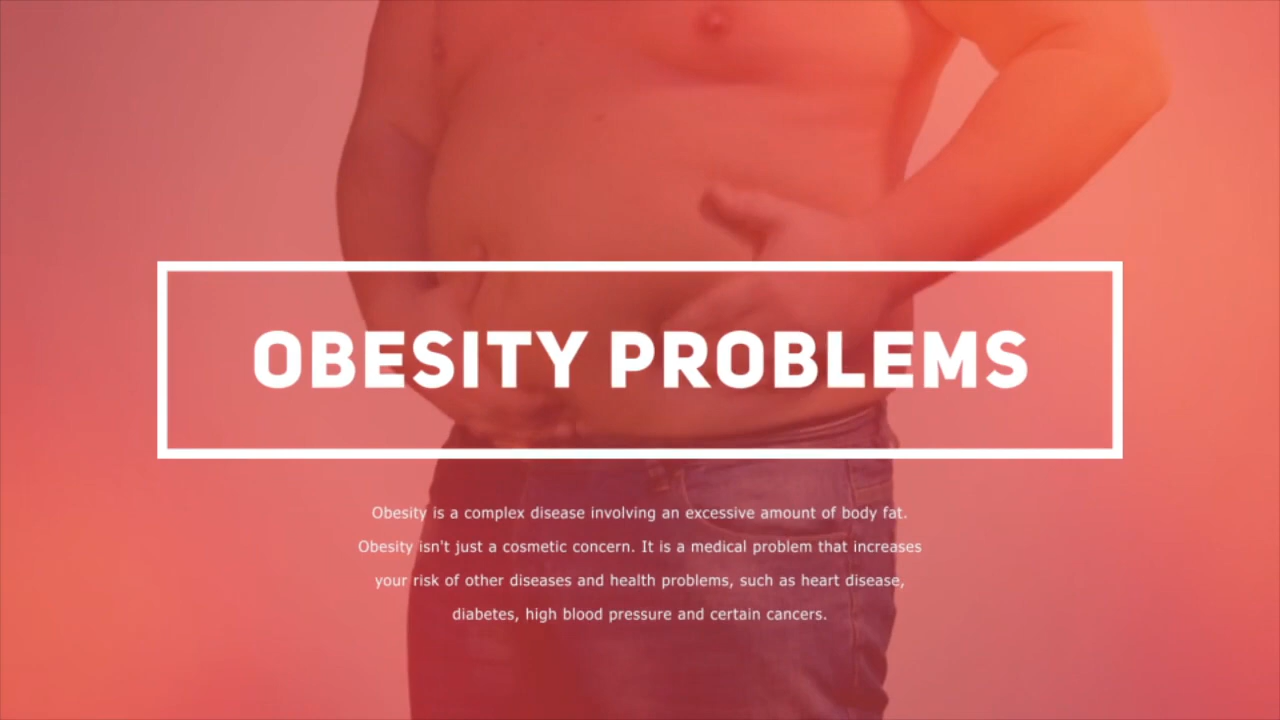 OBESITY PROBLEMS
Obesity is a complex disease involving an excessive amount of body fat.
Obesity isn't just a cosmetic concern. It is a medical problem that increases
your risk of other diseases and health problems, such as heart disease,
diabetes, high blood pressure and certain cancers.